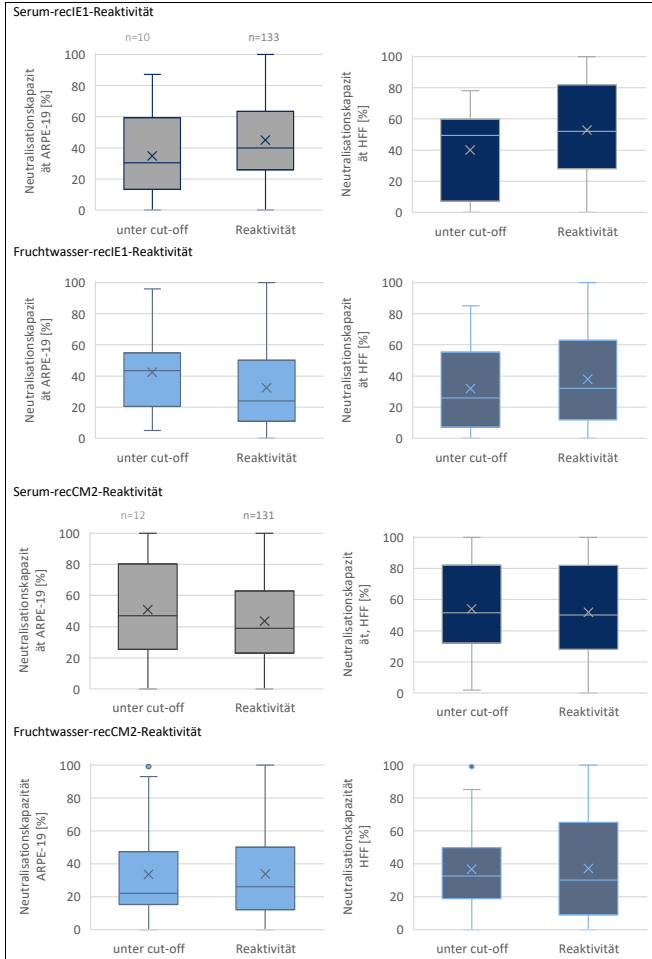 Serum-recIE1-Reaktivität
n=10
n=133
Neutralisationskapazit
ät ARPE-19 [%]
100
80
60
40
20
0
unter cut-off
Reaktivität
Neutralisationskapazit
ät HFF [%]
100
80
60
40
20
0
unter cut-off
Reaktivität
Fruchtwasser-recIE1-Reaktivität
Neutralisationskapazit
ät ARPE-19 [%]
100
80
60
40
20
0
unter cut-off
Reaktivität
Neutralisationskapazit
ät HFF [%]
100
80
60
40
20
0
unter cut-off
Reaktivität
Serum-recCM2-Reaktivität
n=12
n=131
Neutralisationskapazit
ät ARPE-19 [%]
100
80
60
40
20
0
unter cut-off
Reaktivität
Neutralisationskapazit
ät, HFF [%]
100
80
60
40
20
0
unter cut-off
Reaktivität
Fruchtwasser-recCM2-Reaktivität
Neutralisationskapazität
ARPE-19 [%]
100
80
60
40
20
0
unter cut-off
Reaktivität
Neutralisationskapazität
HFF [%]
100
80
60
40
20
0
unter cut-off
Reaktivität